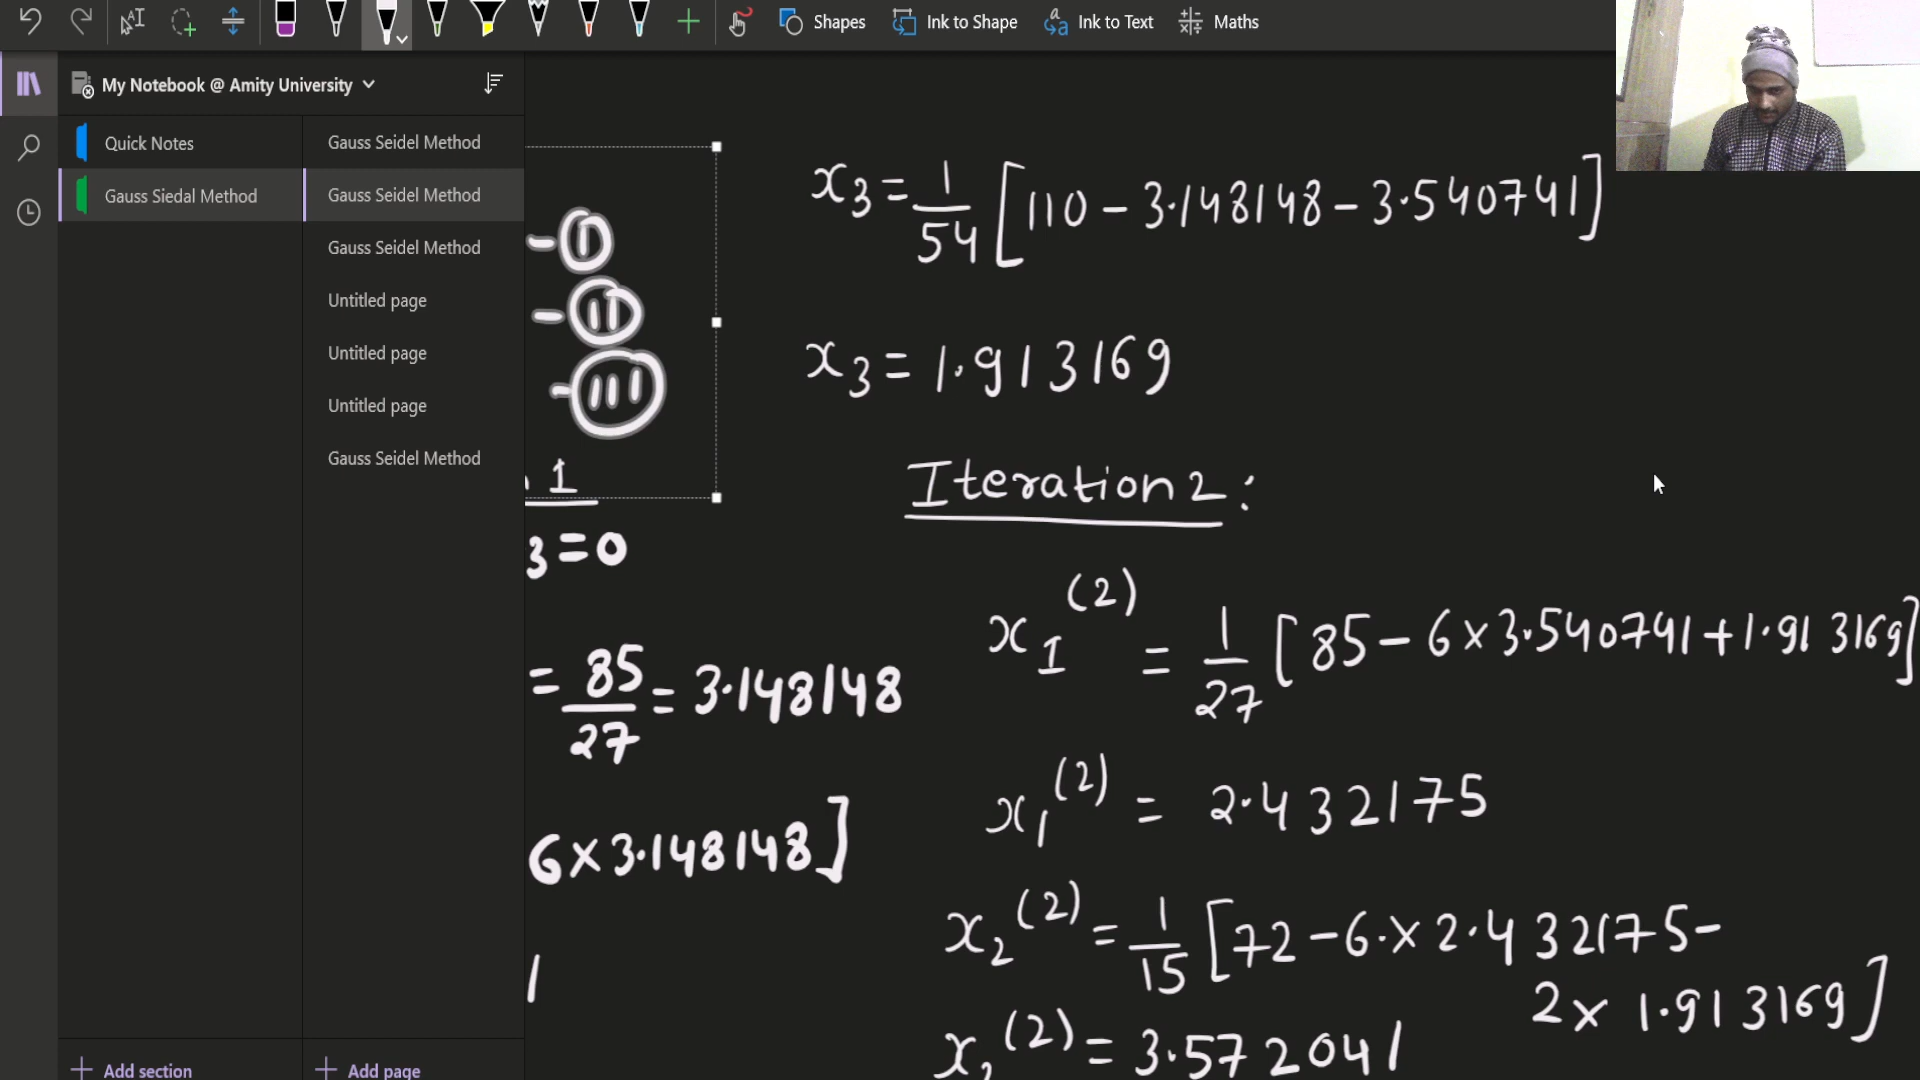 Shapes
Ink to Shape
Ink to Text
Maths
My Notebook @ Amity University
Quick Notes
Gauss Siedal Method
Gauss Seidel Method
Gauss Seidel Method
Gauss Seidel Method
Untitled page
Untitled page
Untitled page
Gauss Seidel Method
+ Add section
+ Add page
- I
- II
- III
1
3 = 0
= 85/27 = 3.148148
6 x 3.148148]
1
x₃ = 1/54 [110 - 3.148148 - 3.540741]
x₃ = 1.913169
Iteration 2 :
x₁⁽²⁾ = 1/27 [85 - 6 x 3.540741 + 1.913169]
x₁⁽²⁾ = 2.432175
x₂⁽²⁾ = 1/15 [72 - 6 x 2.432175 -
2 x 1.913169]
x₂⁽²⁾ = 3.572041